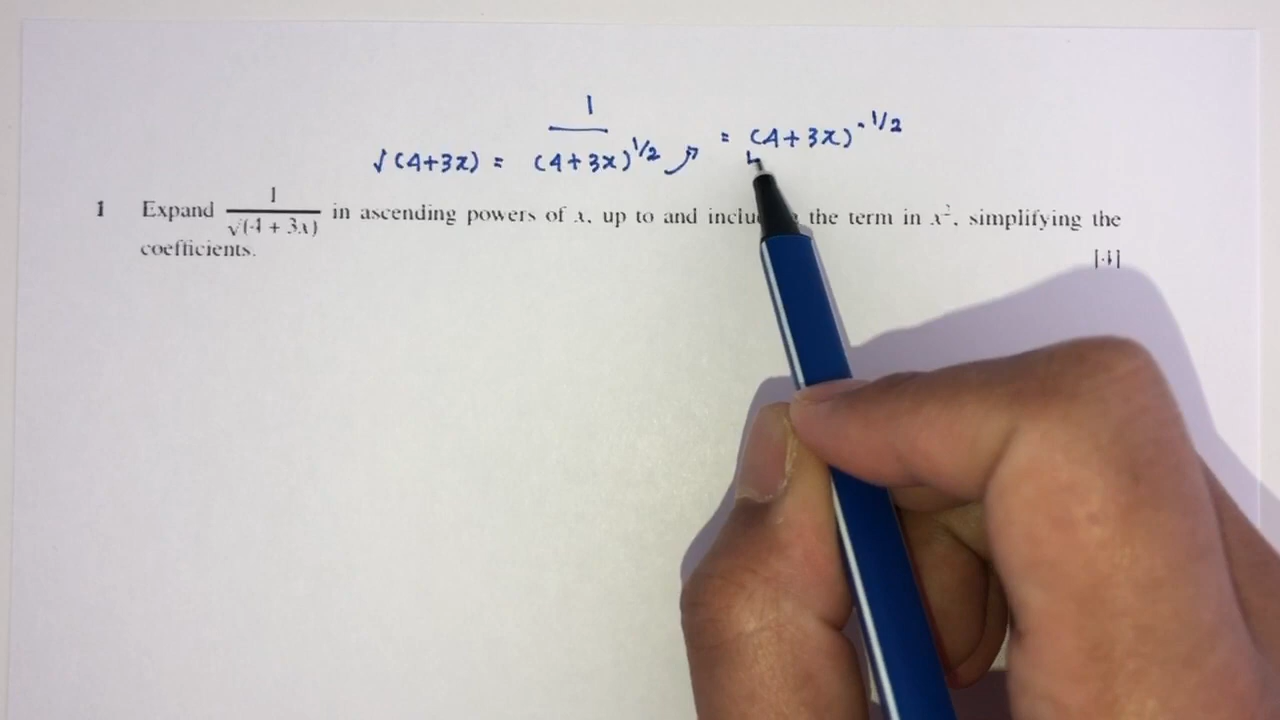 1
√(4+3x) = (4+3x)^1/2 = (4+3x)^-1/2
1 Expand 1/√(4 + 3x) in ascending powers of x, up to and the term in x², simplifying the
coefficients. [4]